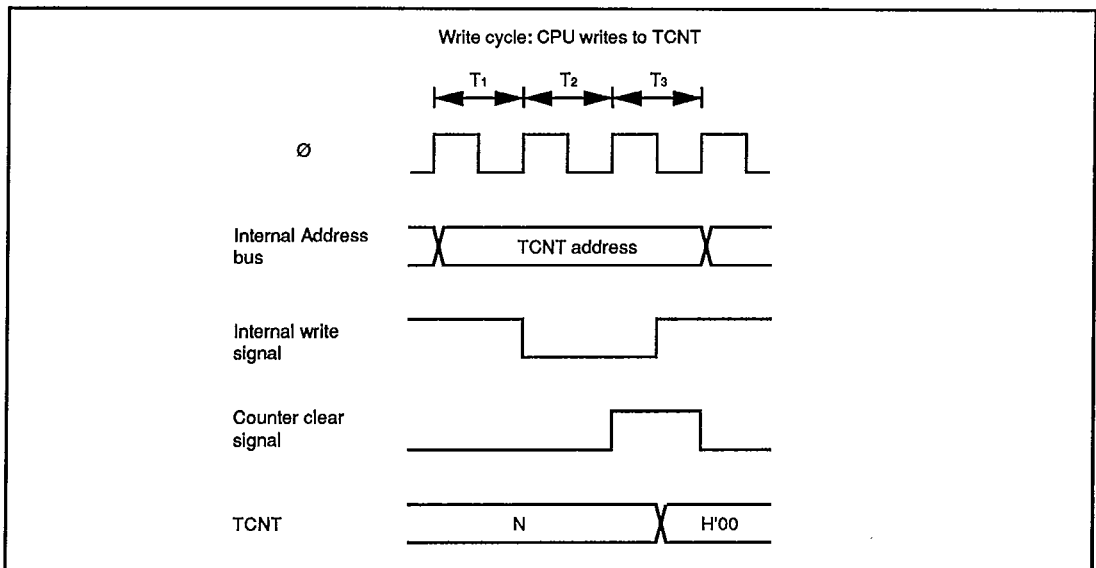 Write cycle: CPU writes to TCNT
T1 T2 T3
Ø
Internal Address
bus
TCNT address
Internal write
signal
Counter clear
signal
TCNT
N
H'00